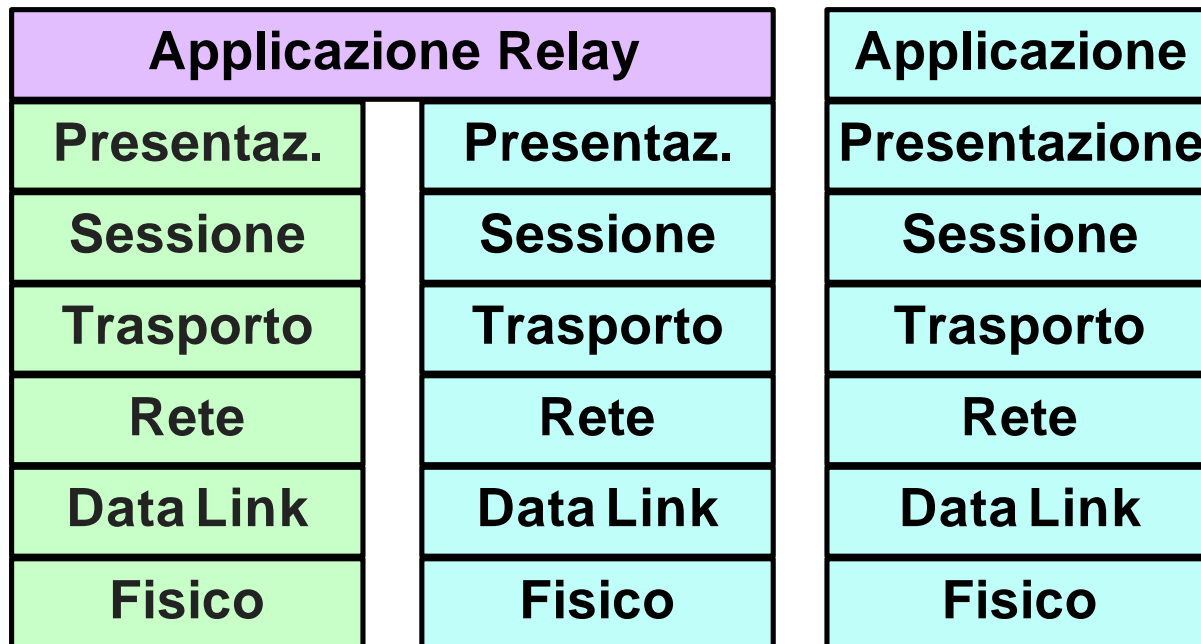 Applicazione Relay Applicazione
Presentaz. Presentaz. Presentazione
Sessione Sessione Sessione
Trasporto Trasporto Trasporto
Rete Rete Rete
Data Link Data Link Data Link
Fisico Fisico Fisico